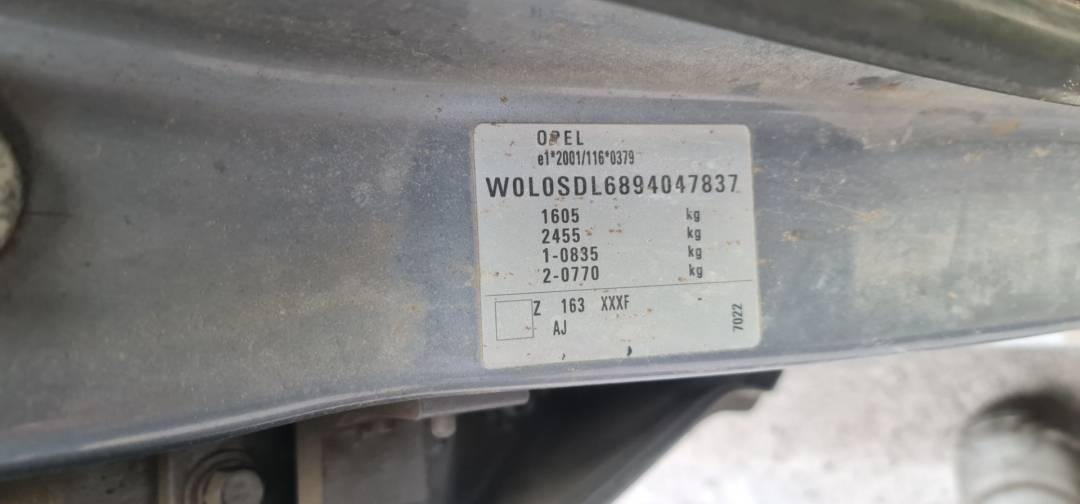 OPEL
e1*2001/116*0379
W0L0SDL6894047837
1605 kg
2455 kg
1-0835 kg
2-0770 kg
Z 163 XXXF
AJ
7022